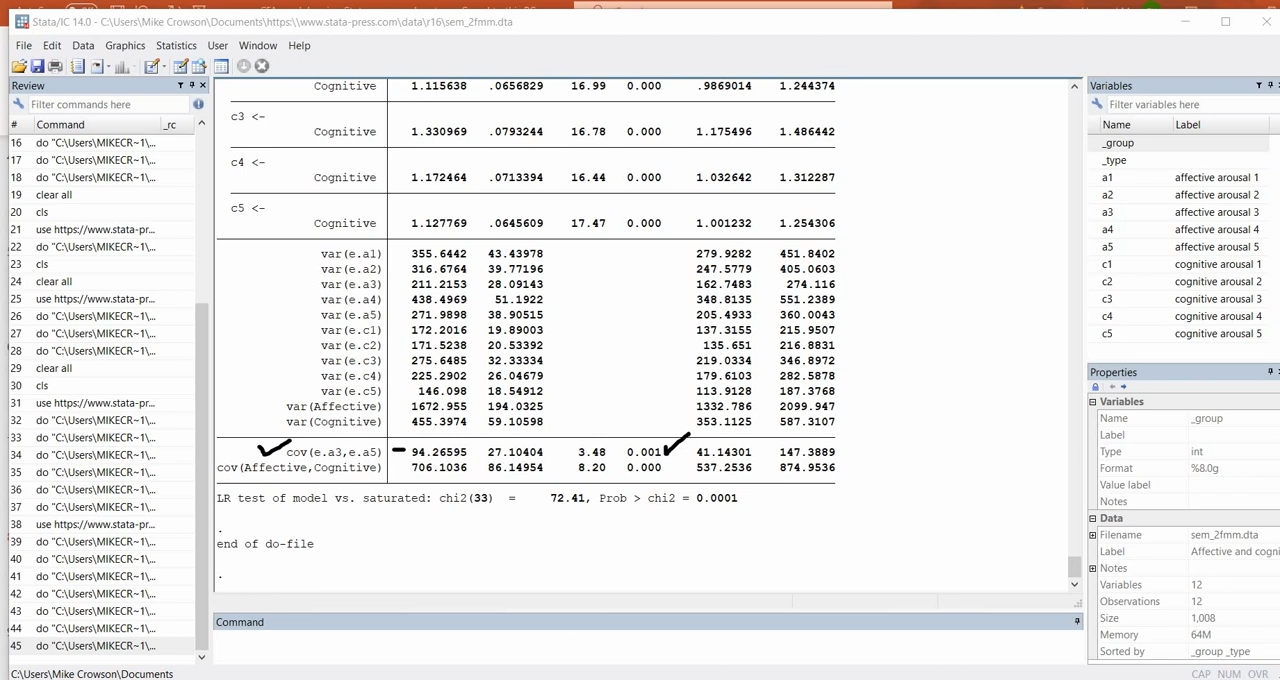 Stata/IC 14.0 - C:\Users\Mike Crowson\Documents\https:\www.stata-press.com\data\r16\sem_2fmm.dta
File Edit Data Graphics Statistics User Window Help
Review
Filter commands here
# Command _rc
16 do "C:\Users\MIKECR~1\...
17 do "C:\Users\MIKECR~1\...
18 do "C:\Users\MIKECR~1\...
19 clear all
20 cls
21 use https://www.stata-pr...
22 do "C:\Users\MIKECR~1\...
23 cls
24 clear all
25 use https://www.stata-pr...
26 do "C:\Users\MIKECR~1\...
27 do "C:\Users\MIKECR~1\...
28 do "C:\Users\MIKECR~1\...
29 clear all
30 cls
31 use https://www.stata-pr...
32 do "C:\Users\MIKECR~1\...
33 do "C:\Users\MIKECR~1\...
34 do "C:\Users\MIKECR~1\...
35 do "C:\Users\MIKECR~1\...
36 do "C:\Users\MIKECR~1\...
37 do "C:\Users\MIKECR~1\...
38 use https://www.stata-pr...
39 do "C:\Users\MIKECR~1\...
40 do "C:\Users\MIKECR~1\...
41 do "C:\Users\MIKECR~1\...
42 do "C:\Users\MIKECR~1\...
43 do "C:\Users\MIKECR~1\...
44 do "C:\Users\MIKECR~1\...
45 do "C:\Users\MIKECR~1\...
Cognitive 1.115638 .0656829 16.99 0.000 .9869014 1.244374
c3 <-
Cognitive 1.330969 .0793244 16.78 0.000 1.175496 1.486442
c4 <-
Cognitive 1.172464 .0713394 16.44 0.000 1.032642 1.312287
c5 <-
Cognitive 1.127769 .0645609 17.47 0.000 1.001232 1.254306
var(e.a1) 355.6442 43.43978 279.9282 451.8402
var(e.a2) 316.6764 39.77196 247.5779 405.0603
var(e.a3) 211.2153 28.09143 162.7483 274.116
var(e.a4) 438.4969 51.1922 348.8135 551.2389
var(e.a5) 271.9898 38.90515 205.4933 360.0043
var(e.c1) 172.2016 19.89003 137.3155 215.9507
var(e.c2) 171.5238 20.53392 135.651 216.8831
var(e.c3) 275.6485 32.33334 219.0334 346.8972
var(e.c4) 225.2902 26.04679 179.6103 282.5878
var(e.c5) 146.098 18.54912 113.9128 187.3768
var(Affective) 1672.955 194.0325 1332.786 2099.947
var(Cognitive) 455.3974 59.10598 353.1125 587.3107
cov(e.a3,e.a5) 94.26595 27.10404 3.48 0.001 41.14301 147.3889
cov(Affective,Cognitive) 706.1036 86.14954 8.20 0.000 537.2536 874.9536
LR test of model vs. saturated: chi2(33) = 72.41, Prob > chi2 = 0.0001
.
end of do-file
.
Command
Variables
Filter variables here
Name Label
_group
_type
a1 affective arousal 1
a2 affective arousal 2
a3 affective arousal 3
a4 affective arousal 4
a5 affective arousal 5
c1 cognitive arousal 1
c2 cognitive arousal 2
c3 cognitive arousal 3
c4 cognitive arousal 4
c5 cognitive arousal 5
Properties
Variables
Name _group
Label
Type int
Format %8.0g
Value label
Notes
Data
Filename sem_2fmm.dta
Label Affective and cogni
Notes
Variables 12
Observations 12
Size 1,008
Memory 64M
Sorted by _group _type
C:\Users\Mike Crowson\Documents
CAP NUM OVR